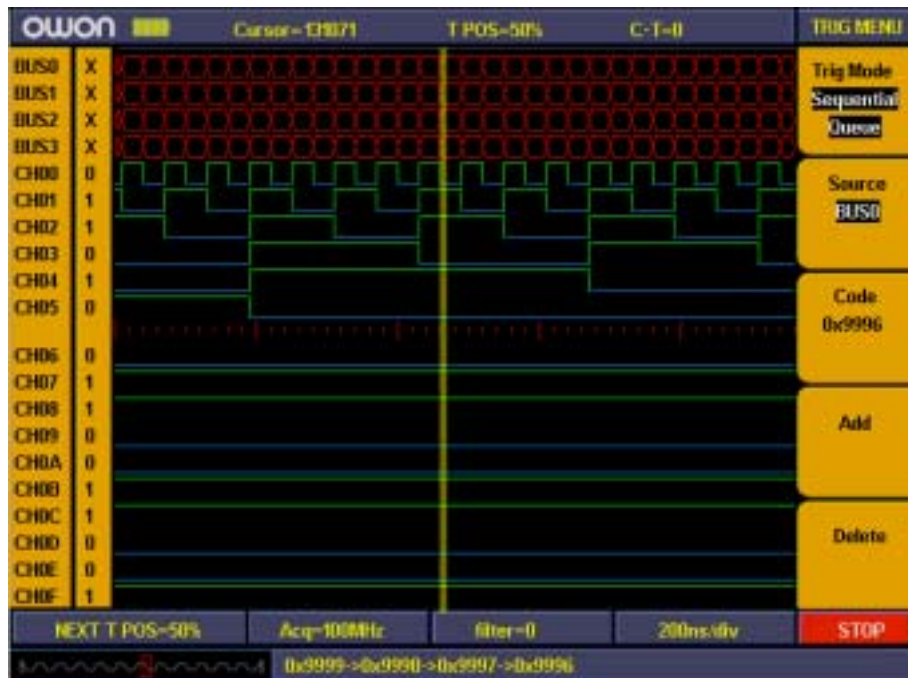 OWON Cursor=131071 T POS=50% C-T=0 TRIG MENU
BUS0 X
BUS1 X
BUS2 X
BUS3 X
CH00 0
CH01 1
CH02 1
CH03 0
CH04 1
CH05 0
CH06 0
CH07 1
CH08 1
CH09 0
CH0A 0
CH0B 1
CH0C 1
CH0D 0
CH0E 0
CH0F 1
Trig Mode
Sequential
Queue
Source
BUS0
Code
0x9996
Add
Delete
NEXT T POS=50% Acq=100MHz filter=0 200ns/div STOP
0x9999->0x9998->0x9997->0x9996